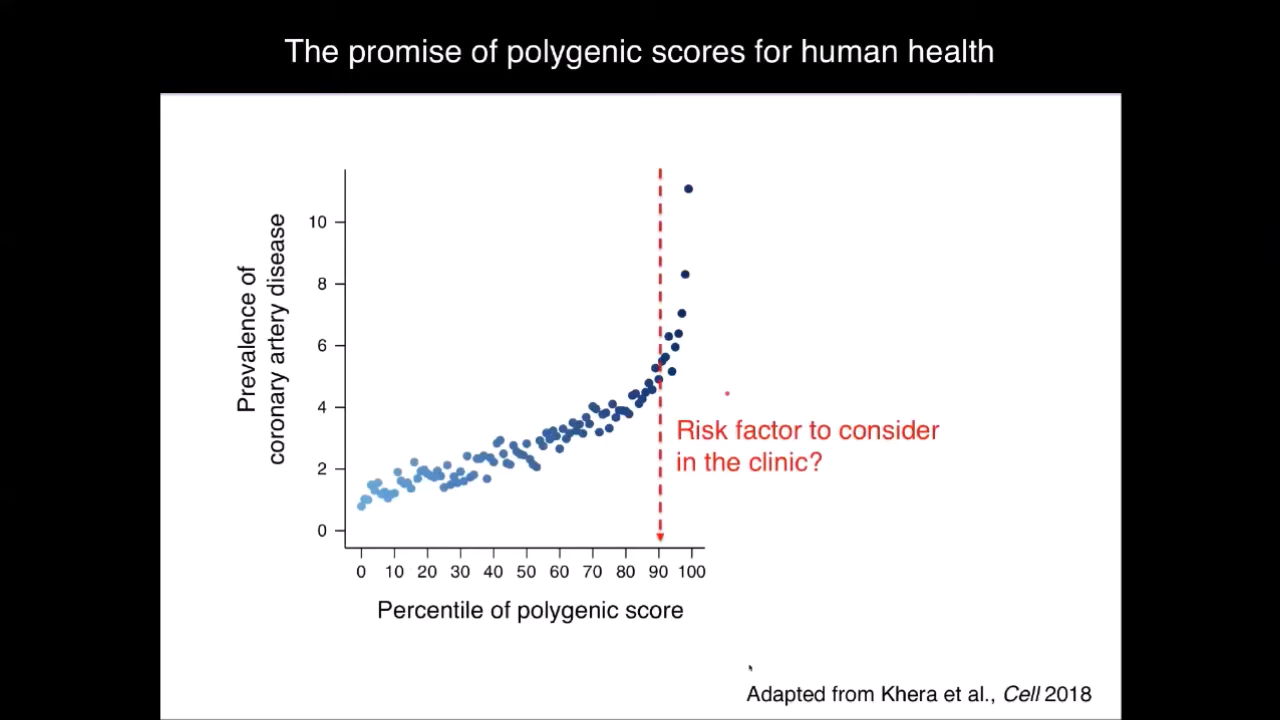 The promise of polygenic scores for human health
Prevalence of
coronary artery disease
10
8
6
4
2
0
Risk factor to consider
in the clinic?
0 10 20 30 40 50 60 70 80 90 100
Percentile of polygenic score
Adapted from Khera et al., Cell 2018